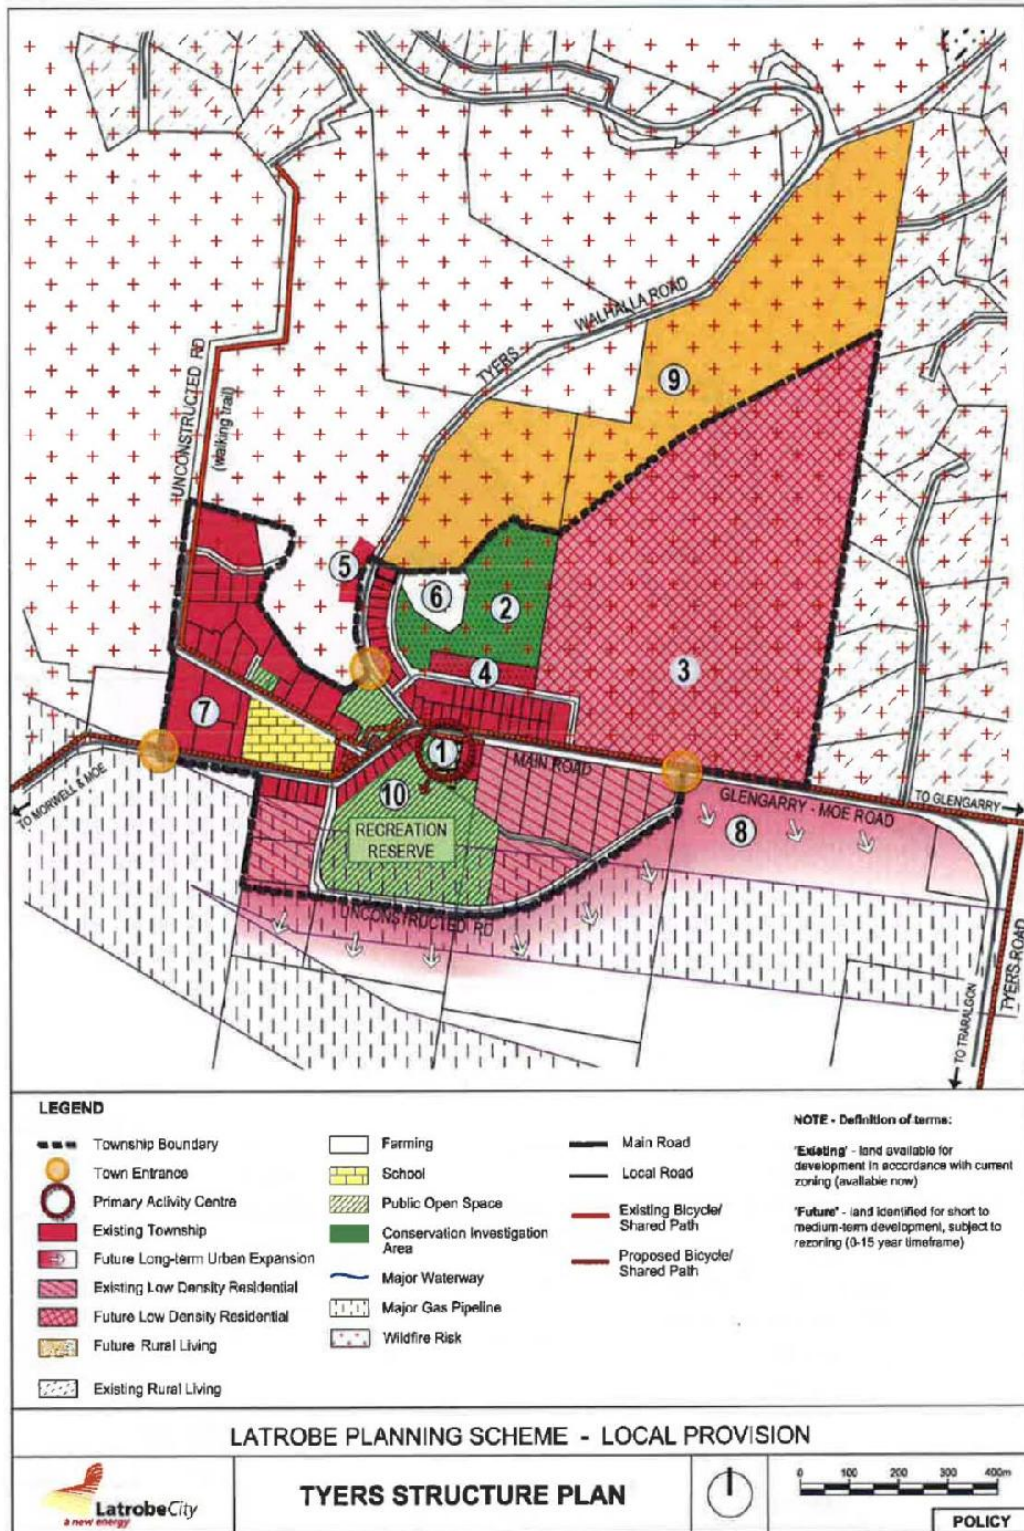 WALHALLA ROAD
TYERS
UNCONSTRUCTED RD
(walking trail)
9
5
6
2
3
4
7
1
MAIN ROAD
10
RECREATION
RESERVE
8
GLENGARRY - MOE ROAD
TO GLENGARRY
TO MORWELL & MOE
UNCONSTRUCTED RD
TYERS ROAD
TO TRARALGON
LEGEND
Township Boundary
Town Entrance
Primary Activity Centre
Existing Township
Future Long-term Urban Expansion
Existing Low Density Residential
Future Low Density Residential
Future Rural Living
Existing Rural Living
Farming
School
Public Open Space
Conservation Investigation
Area
Major Waterway
Major Gas Pipeline
Wildfire Risk
Main Road
Local Road
Existing Bicycle/
Shared Path
Proposed Bicycle/
Shared Path
NOTE - Definition of terms:
'Existing' - land available for
development in accordance with current
zoning (available now)
'Future' - land identified for short to
medium-term development, subject to
rezoning (0-15 year timeframe)
LATROBE PLANNING SCHEME - LOCAL PROVISION
LatrobeCity
a new energy
TYERS STRUCTURE PLAN
0 100 200 300 400m
POLICY